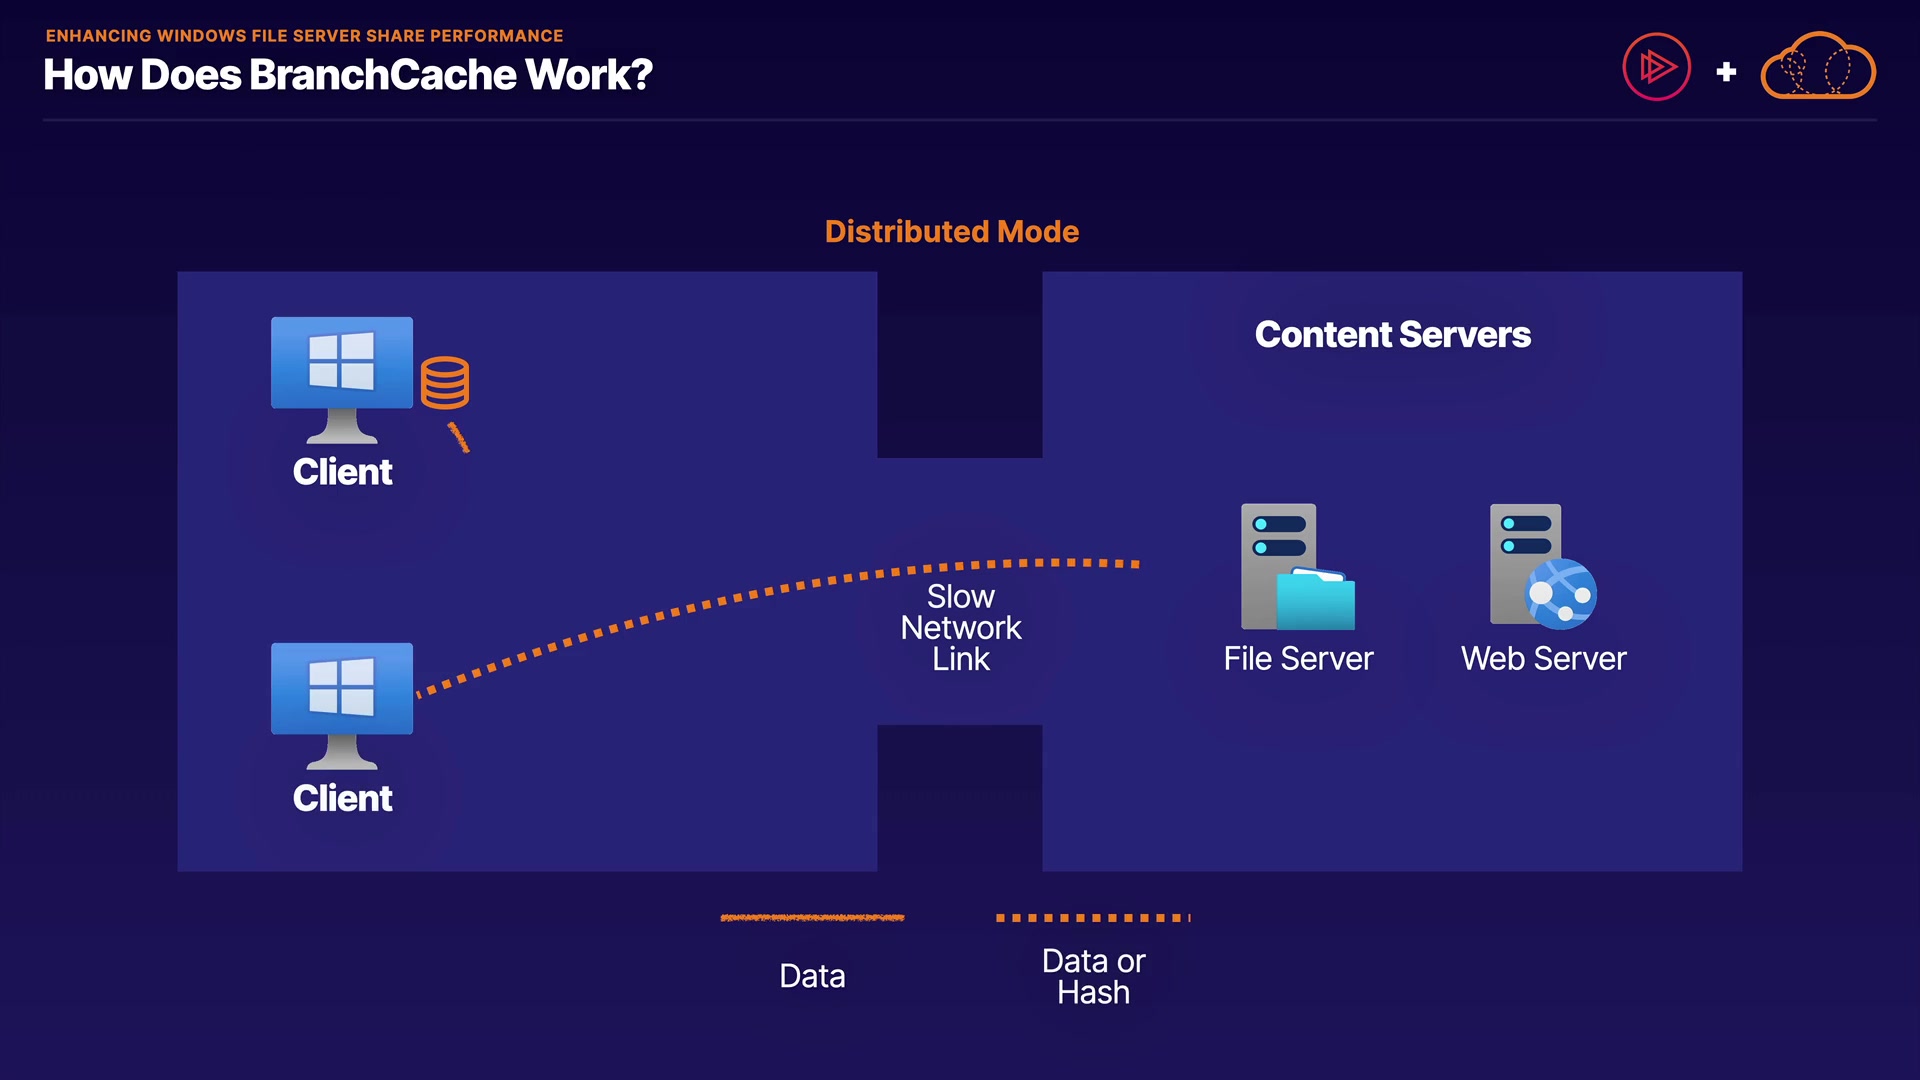 ENHANCING WINDOWS FILE SERVER SHARE PERFORMANCE
How Does BranchCache Work?
Distributed Mode
Content Servers
Client
Slow
Network
Link
File Server
Web Server
Client
Data
Data or
Hash